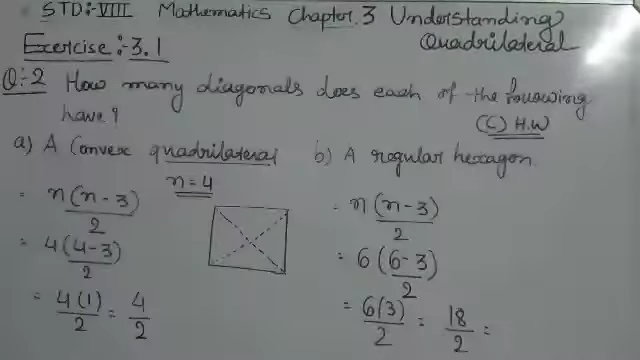 STD:-VIII Mathematics Chapter.3 Understanding
Quadrilateral
Exercise:-3.1
Q:-2 How many diagonals does each of the following
have?
(C) H.W
a) A Convex quadrilateral
n = 4
= n(n-3)/2
= 4(4-3)/2
= 4(1)/2 = 4/2
b) A regular hexagon.
= n(n-3)/2
= 6(6-3)/2
= 6(3)/2 = 18/2 =